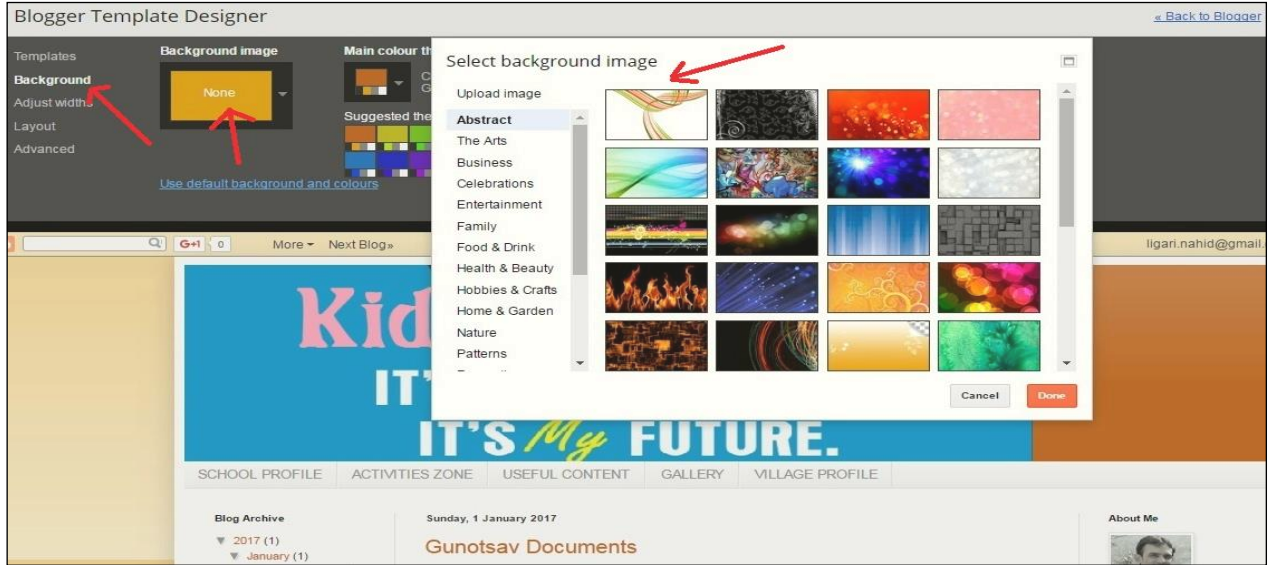 Blogger Template Designer
« Back to Blogger
Templates
Background
Adjust widths
Layout
Advanced
Background image
None
Main colour th
Suggested the
Use default background and colours
Select background image
Upload image
Abstract
The Arts
Business
Celebrations
Entertainment
Family
Food & Drink
Health & Beauty
Hobbies & Crafts
Home & Garden
Nature
Patterns
Cancel
Done
G+1 0 More Next Blog»
ligari.nahid@gmail.
Kid
IT'
IT'S My FUTURE.
SCHOOL PROFILE ACTIVITIES ZONE USEFUL CONTENT GALLERY VILLAGE PROFILE
Blog Archive
▼ 2017 (1)
▼ January (1)
Sunday, 1 January 2017
Gunotsav Documents
About Me